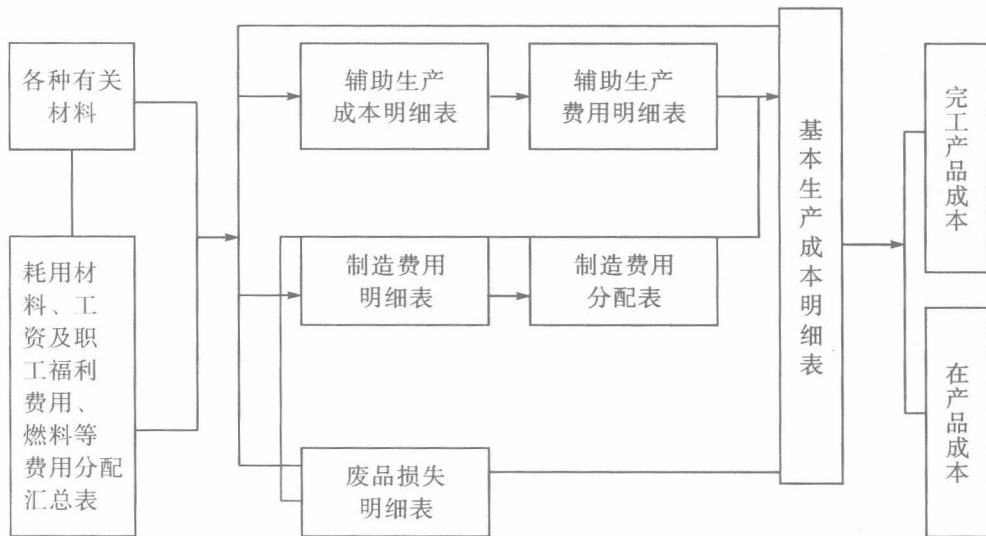 各种有关
材料
耗用材
料、工
资及职
工福利
费用、
燃料等
费用分配
汇总表
辅助生产
成本明细表
辅助生产
费用明细表
制造费用
明细表
制造费用
分配表
废品损失
明细表
基本生产成本明细表
完工产品成本
在产品成本